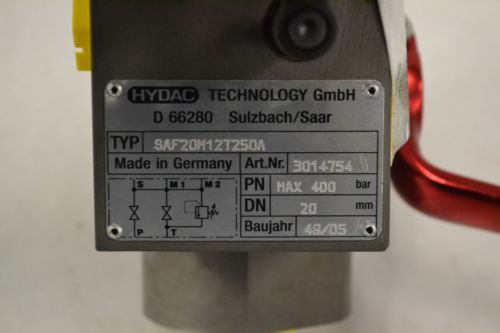 HYDAC TECHNOLOGY GmbH
D 66280 Sulzbach/Saar
TYP SAF20M12T250A
Made in Germany Art.Nr. 3014754
S M1 M2 PN MAX 400 bar
DN 20 mm
P T Baujahr 49/05